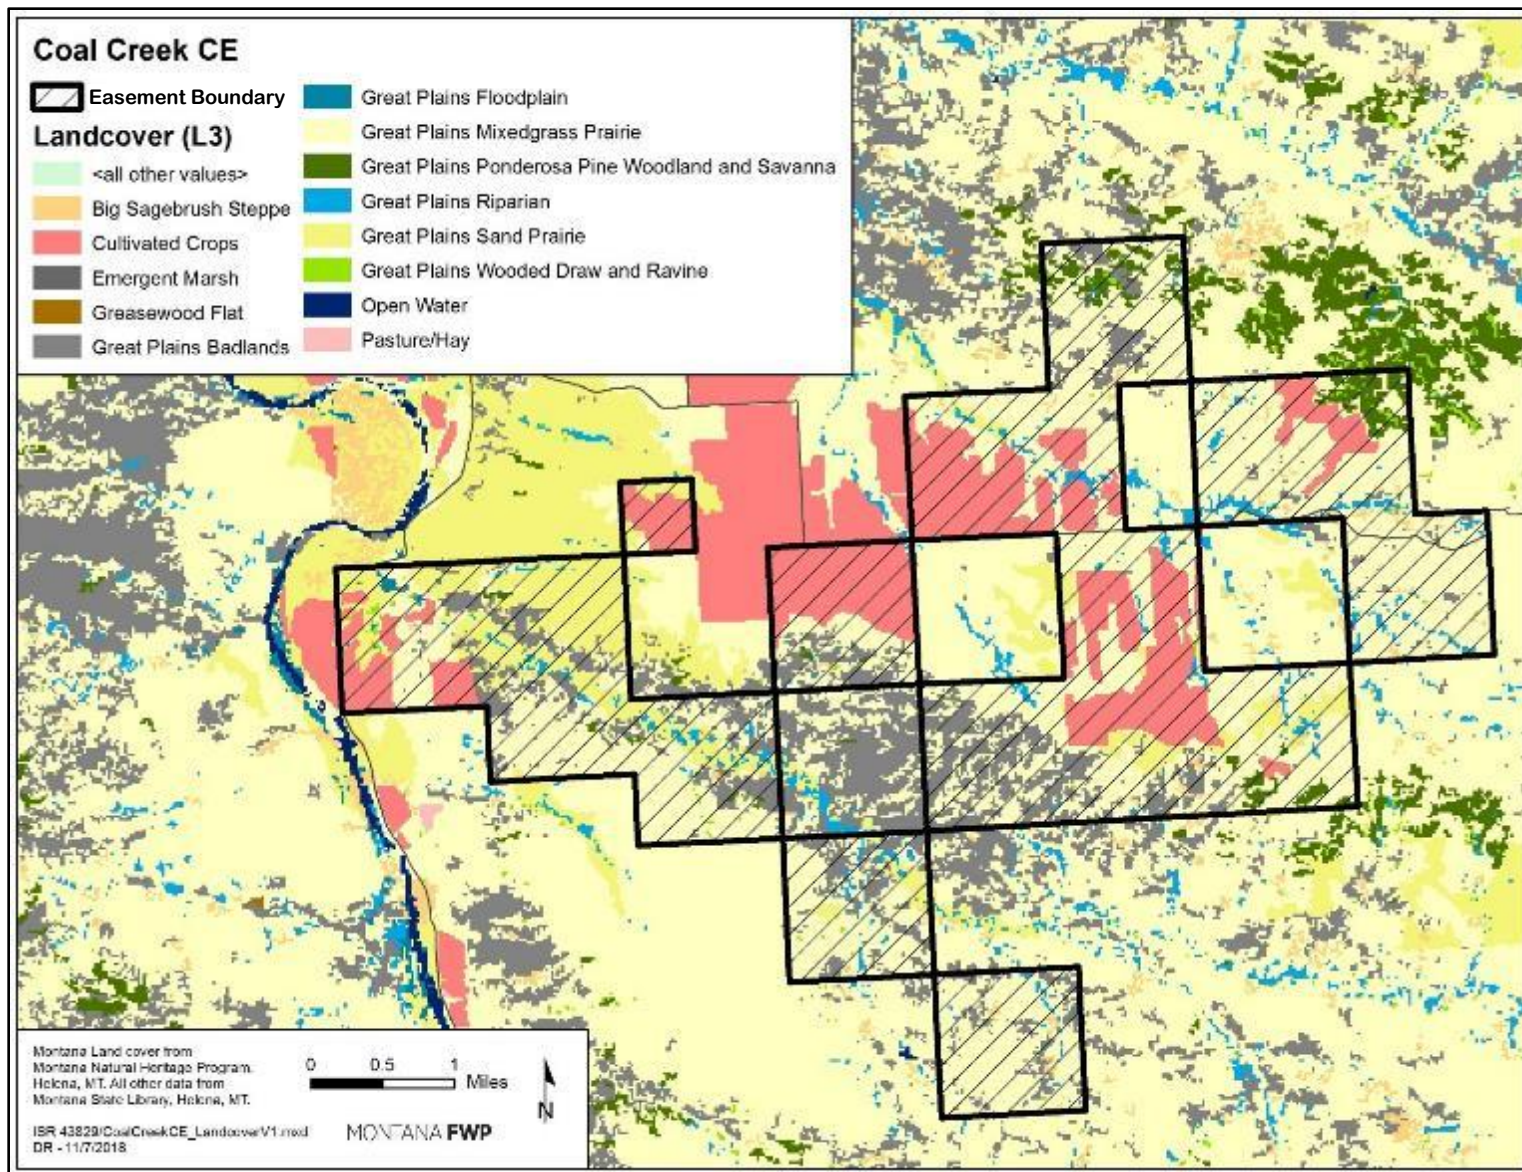 Coal Creek CE
Easement Boundary
Landcover (L3)
<all other values>
Big Sagebrush Steppe
Cultivated Crops
Emergent Marsh
Greasewood Flat
Great Plains Badlands
Great Plains Floodplain
Great Plains Mixedgrass Prairie
Great Plains Ponderosa Pine Woodland and Savanna
Great Plains Riparian
Great Plains Sand Prairie
Great Plains Wooded Draw and Ravine
Open Water
Pasture/Hay
Montana Land cover from
Montana Natural Heritage Program,
Helena, MT. All other data from
Montana State Library, Helena, MT.
ISR 43829/CoalCreekCE_LandcoverV1.mxd
DR - 11/7/2018
0 0.5 1
Miles
N
MONTANA FWP